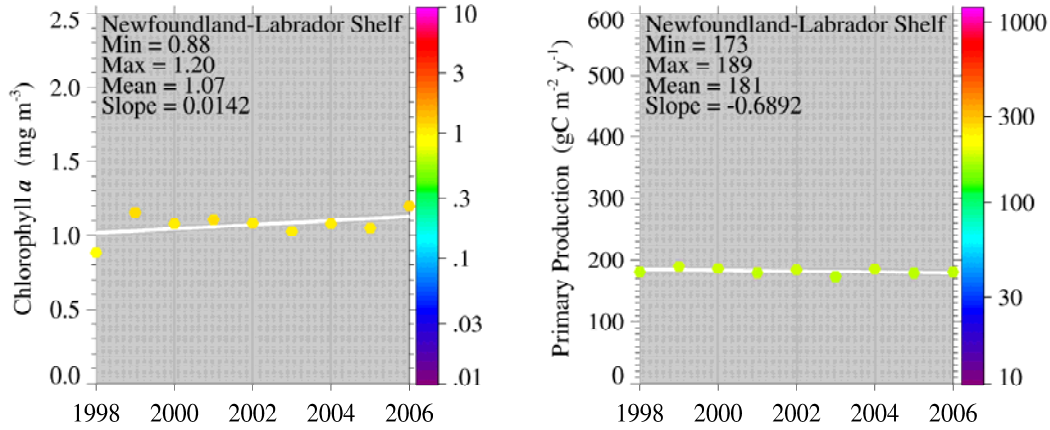 Newfoundland-Labrador Shelf
Min = 0.88
Max = 1.20
Mean = 1.07
Slope = 0.0142
Chlorophyll a (mg m-3)
2.5
2.0
1.5
1.0
0.5
0.0
1998 2000 2002 2004 2006
10
3
1
.3
.1
.03
.01
Newfoundland-Labrador Shelf
Min = 173
Max = 189
Mean = 181
Slope = -0.6892
Primary Production (gC m-2 y-1)
600
500
400
300
200
100
0
1998 2000 2002 2004 2006
1000
300
100
30
10